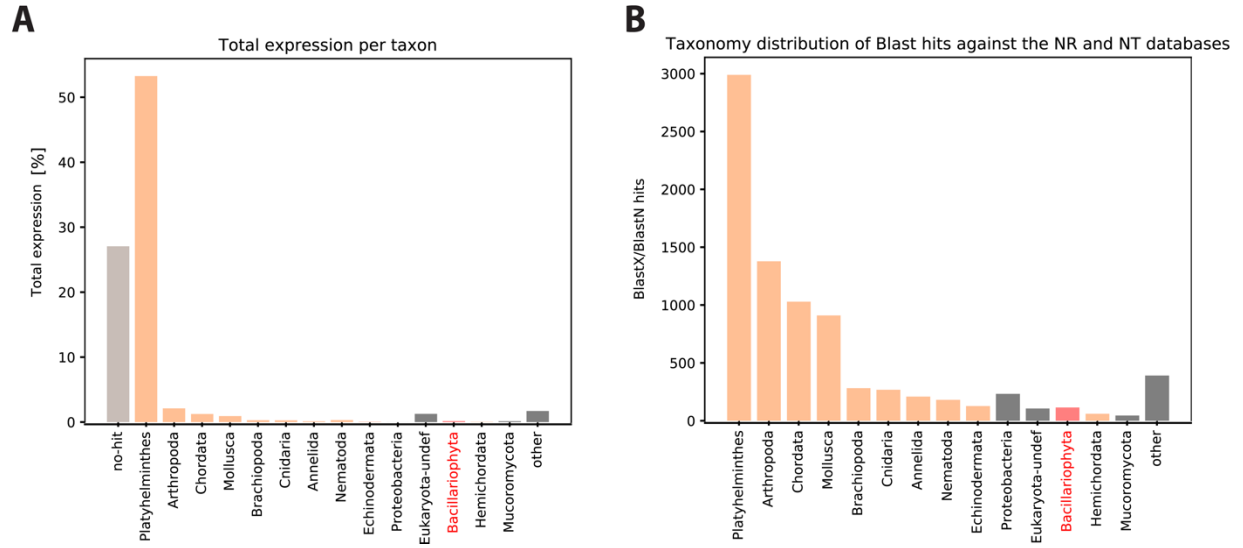 A
Total expression per taxon
Total expression [%]
50
40
30
20
10
0
no-hit
Platyhelminthes
Arthropoda
Chordata
Mollusca
Brachiopoda
Cnidaria
Annelida
Nematoda
Echinodermata
Proteobacteria
Eukaryota-undef
Bacillariophyta
Hemichordata
Mucoromycota
other
B
Taxonomy distribution of Blast hits against the NR and NT databases
BlastX/BlastN hits
3000
2500
2000
1500
1000
500
0
Platyhelminthes
Arthropoda
Chordata
Mollusca
Brachiopoda
Cnidaria
Annelida
Nematoda
Echinodermata
Proteobacteria
Eukaryota-undef
Bacillariophyta
Hemichordata
Mucoromycota
other